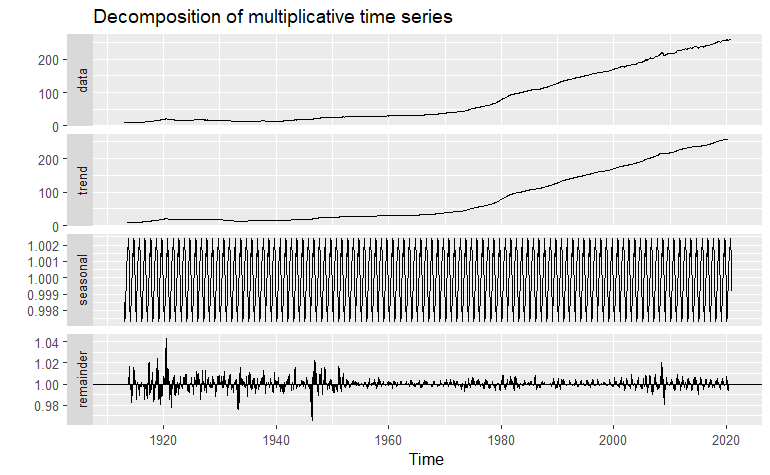 Decomposition of multiplicative time series
data
200
100
0
trend
200
100
0
seasonal
1.002
1.001
1.000
0.999
0.998
remainder
1.04
1.02
1.00
0.98
1920 1940 1960 1980 2000 2020
Time